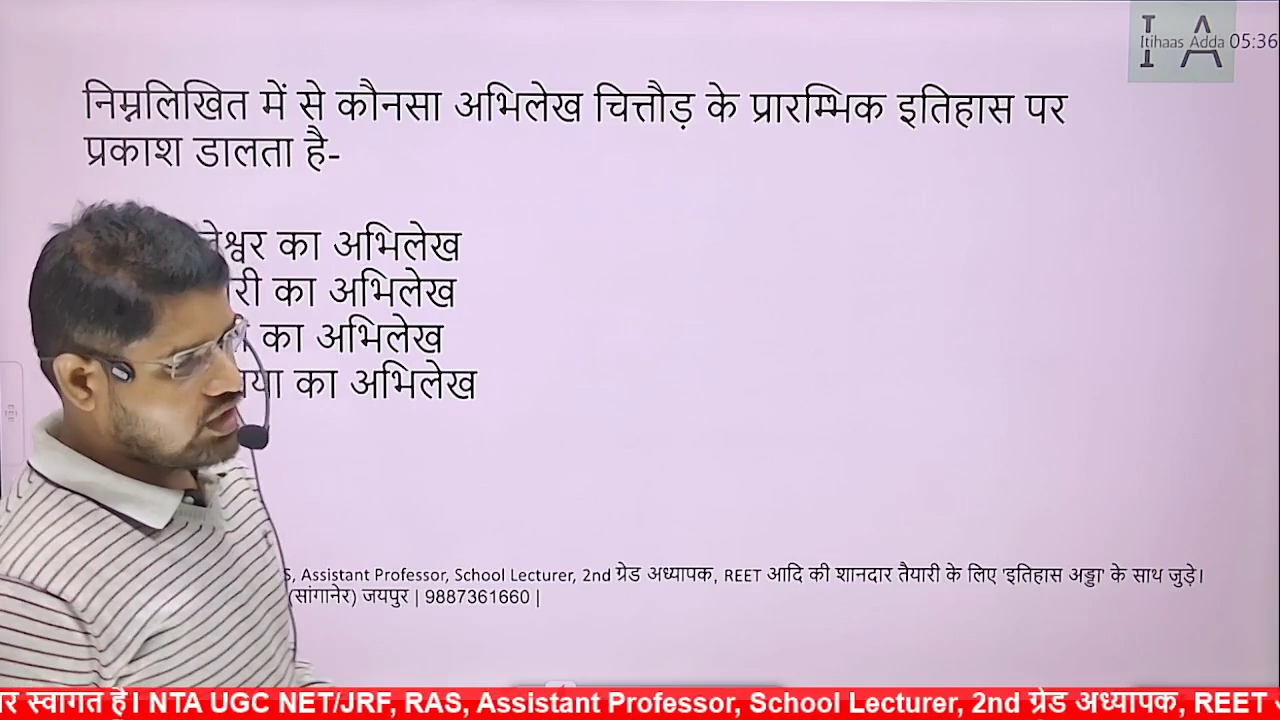 I A
Itihaas Adda 05:36
निम्नलिखित में से कौनसा अभिलेख चित्तौड़ के प्रारम्भिक इतिहास पर
प्रकाश डालता है-
का अभिलेख
का अभिलेख
का अभिलेख
का अभिलेख
S, Assistant Professor, School Lecturer, 2nd ग्रेड अध्यापक, REET आदि की शानदार तैयारी के लिए 'इतिहास अड्डा' के साथ जुड़े।
(सांगानेर) जयपुर | 9887361660 |
स्वागत है। NTA UGC NET/JRF, RAS, Assistant Professor, School Lecturer, 2nd ग्रेड अध्यापक, REET